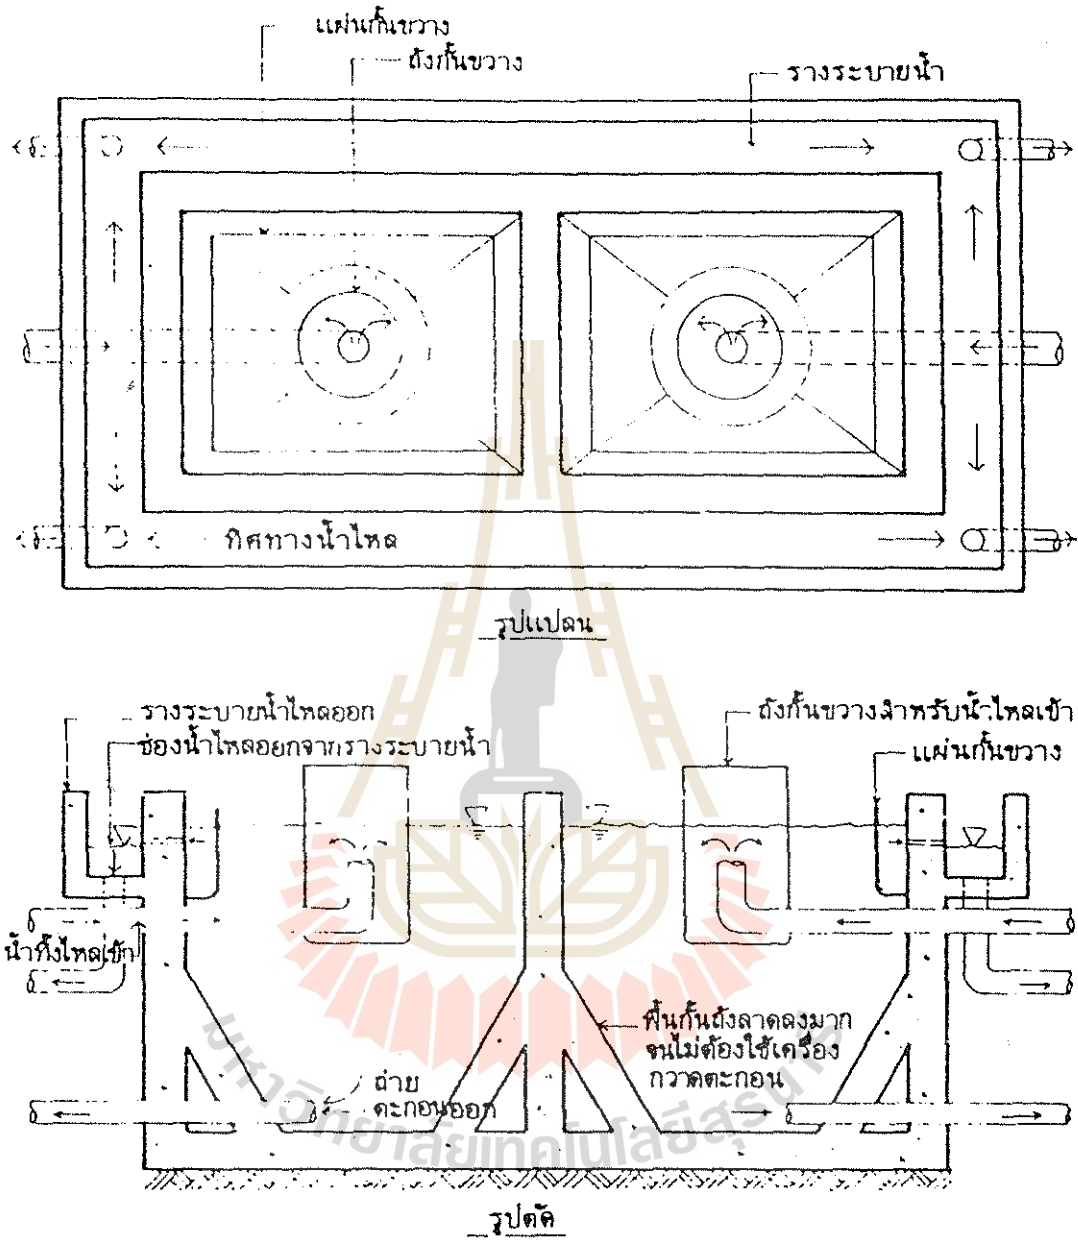 แผ่นกั้นขวาง
ถังกั้นขวาง
รางระบายน้ำ
ทิศทางน้ำไหล
รูปแปลน
รางระบายน้ำไหลออก
ช่องน้ำไหลออกจากรางระบายน้ำ
ถังกั้นขวางสำหรับน้ำไหลเข้า
แผ่นกั้นขวาง
น้ำทิ้งไหลเข้า
พื้นก้นถังลาดลงมาก
จนไม่ต้องใช้เครื่อง
กวาดตะกอน
ถ่าย
ตะกอนออก
มหาวิทยาลัยเทคโนโลยีสุรนารี
รูปตัด